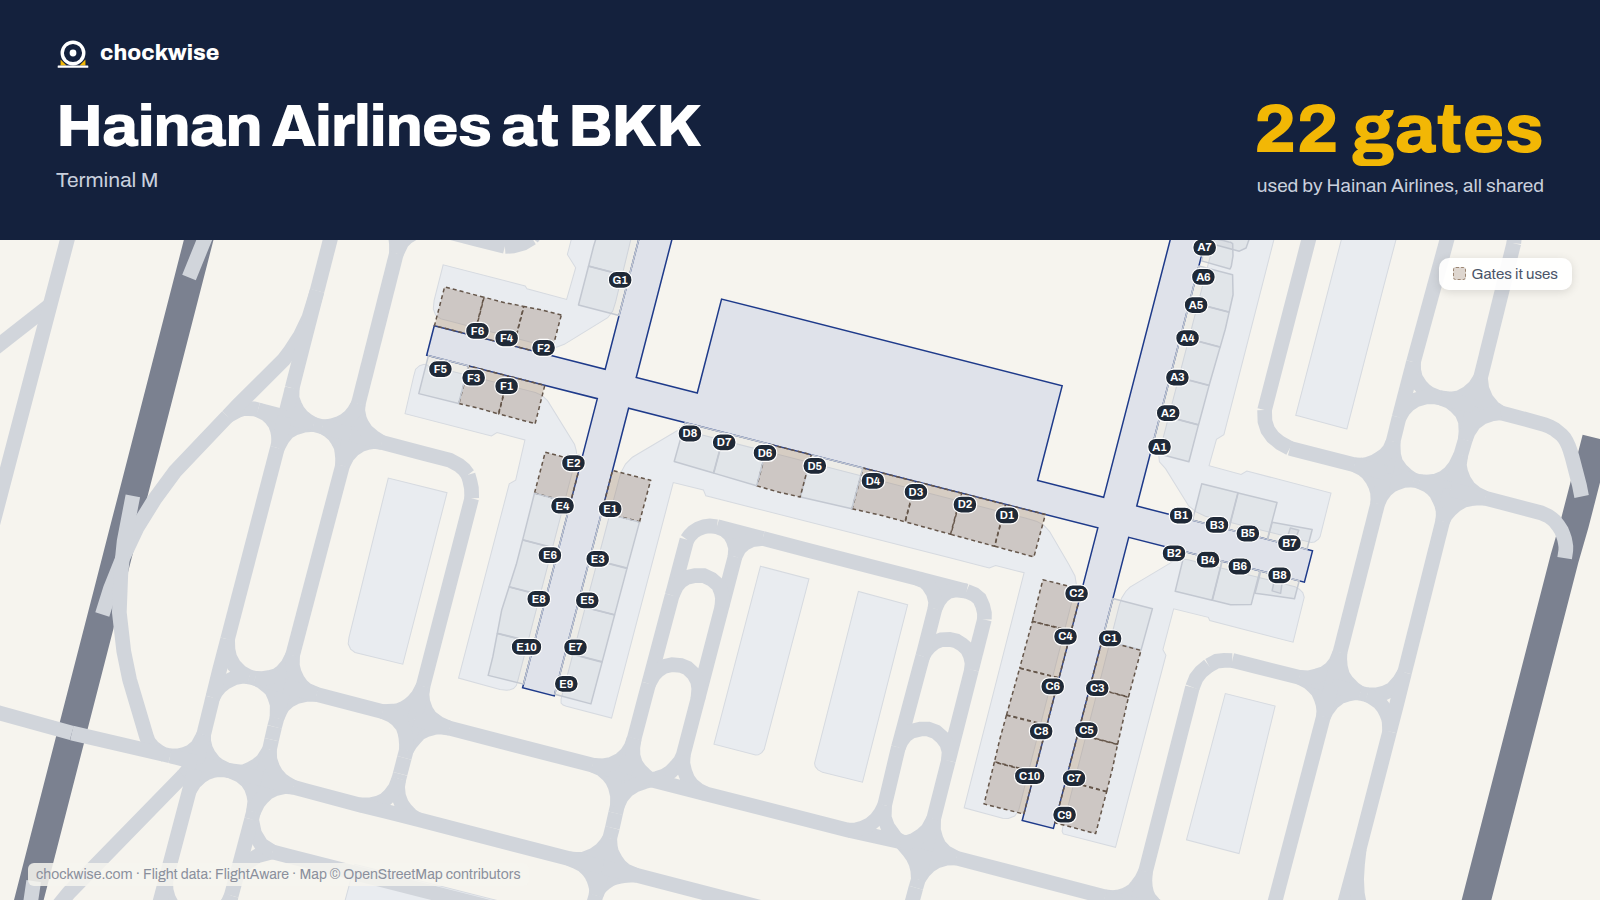 chockwise
Hainan Airlines at BKK
Terminal M
22 gates
used by Hainan Airlines, all shared
Gates it uses
A7
G1
A6
A5
F6
F4
F2
A4
F5
F3
F1
A3
A2
D8
D7
A1
D6
D5
E2
D4
D3
D2
D1
E4
E1
B1
B3
B5
B7
E6
E3
B2
B4
B6
B8
C2
E8
E5
C4
C1
E10
E7
E9
C6
C3
C8
C5
C10
C7
C9
chockwise.com · Flight data: FlightAware · Map © OpenStreetMap contributors